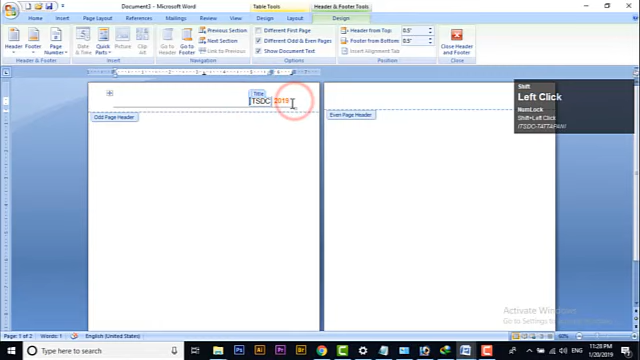 Document3 - Microsoft Word
Table Tools
Header & Footer Tools
Home
Insert
Page Layout
References
Mailings
Review
View
Design
Layout
Design
Header
Footer
Page Number
Date & Time
Quick Parts
Picture
Clip Art
Go to Header
Go to Footer
Previous Section
Next Section
Link to Previous
Different First Page
Different Odd & Even Pages
Show Document Text
Header from Top: 0.5"
Footer from Bottom: 0.5"
Insert Alignment Tab
Close Header and Footer
Header & Footer
Insert
Navigation
Options
Position
Close
Title
TSDC 2019
Odd Page Header
Even Page Header
Shift
Left Click
NumLock
Shift+Left Click
(TSDC-TATTAPANI)
Activate Windows
Go to Settings to activate Windows.
Page: 1 of 2
Words: 1
English (United States)
Type here to search
Ps
Ai
Pr
Br
ENG
11:28 PM
1/20/2019